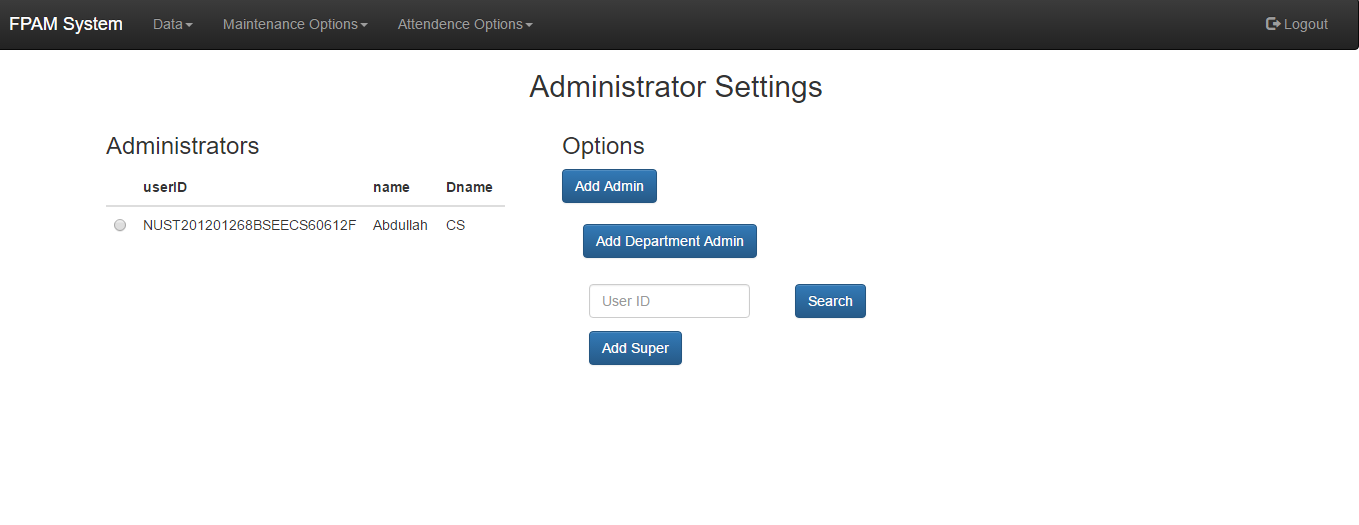 FPAM System Data Maintenance Options Attendence Options Logout
Administrator Settings
Administrators
userID name Dname
NUST201201268BSEECS60612F Abdullah CS
Options
Add Admin
Add Department Admin
User ID Search
Add Super